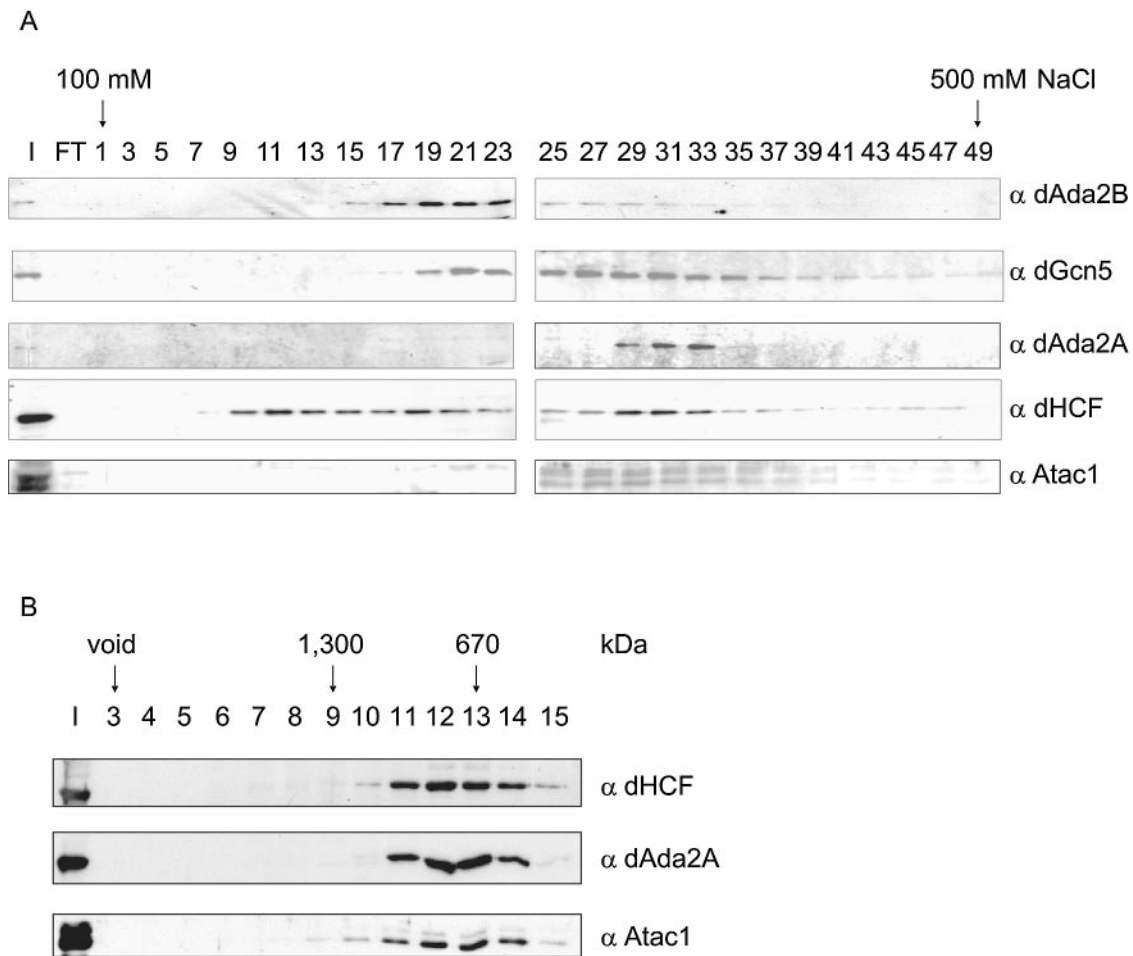 A
100 mM 500 mM NaCl
I FT 1 3 5 7 9 11 13 15 17 19 21 23 25 27 29 31 33 35 37 39 41 43 45 47 49
α dAda2B
α dGcn5
α dAda2A
α dHCF
α Atac1
B
void 1,300 670 kDa
I 3 4 5 6 7 8 9 10 11 12 13 14 15
α dHCF
α dAda2A
α Atac1